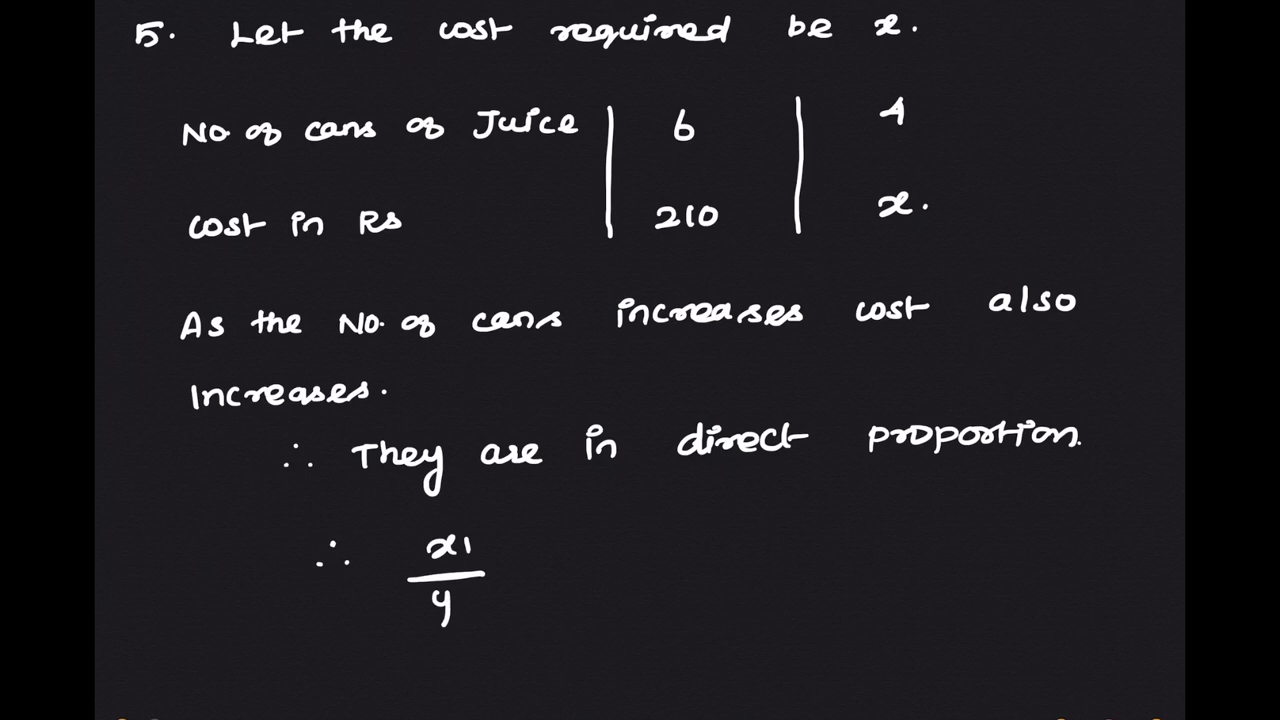 5. Let the cost required be x.
No. of cans of Juice | 6 | 4
cost in Rs | 210 | x.
As the No. of cans increases cost also
increases.
∴ They are in direct proportion.
∴ x1
y